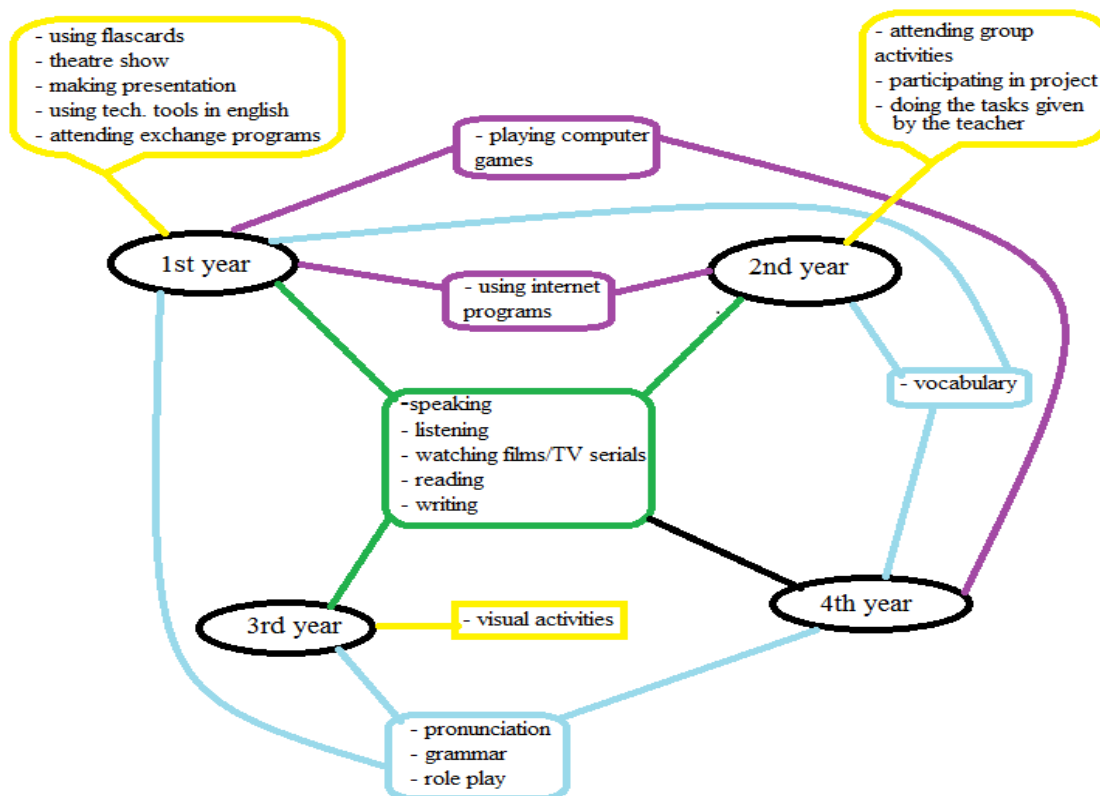 - using flascards
- theatre show
- making presentation
- using tech. tools in english
- attending exchange programs
- attending group
activities
- participating in project
- doing the tasks given
by the teacher
- playing computer
games
1st year
2nd year
- using internet
programs
- vocabulary
-speaking
- listening
- watching films/TV serials
- reading
- writing
3rd year
- visual activities
4th year
- pronunciation
- grammar
- role play